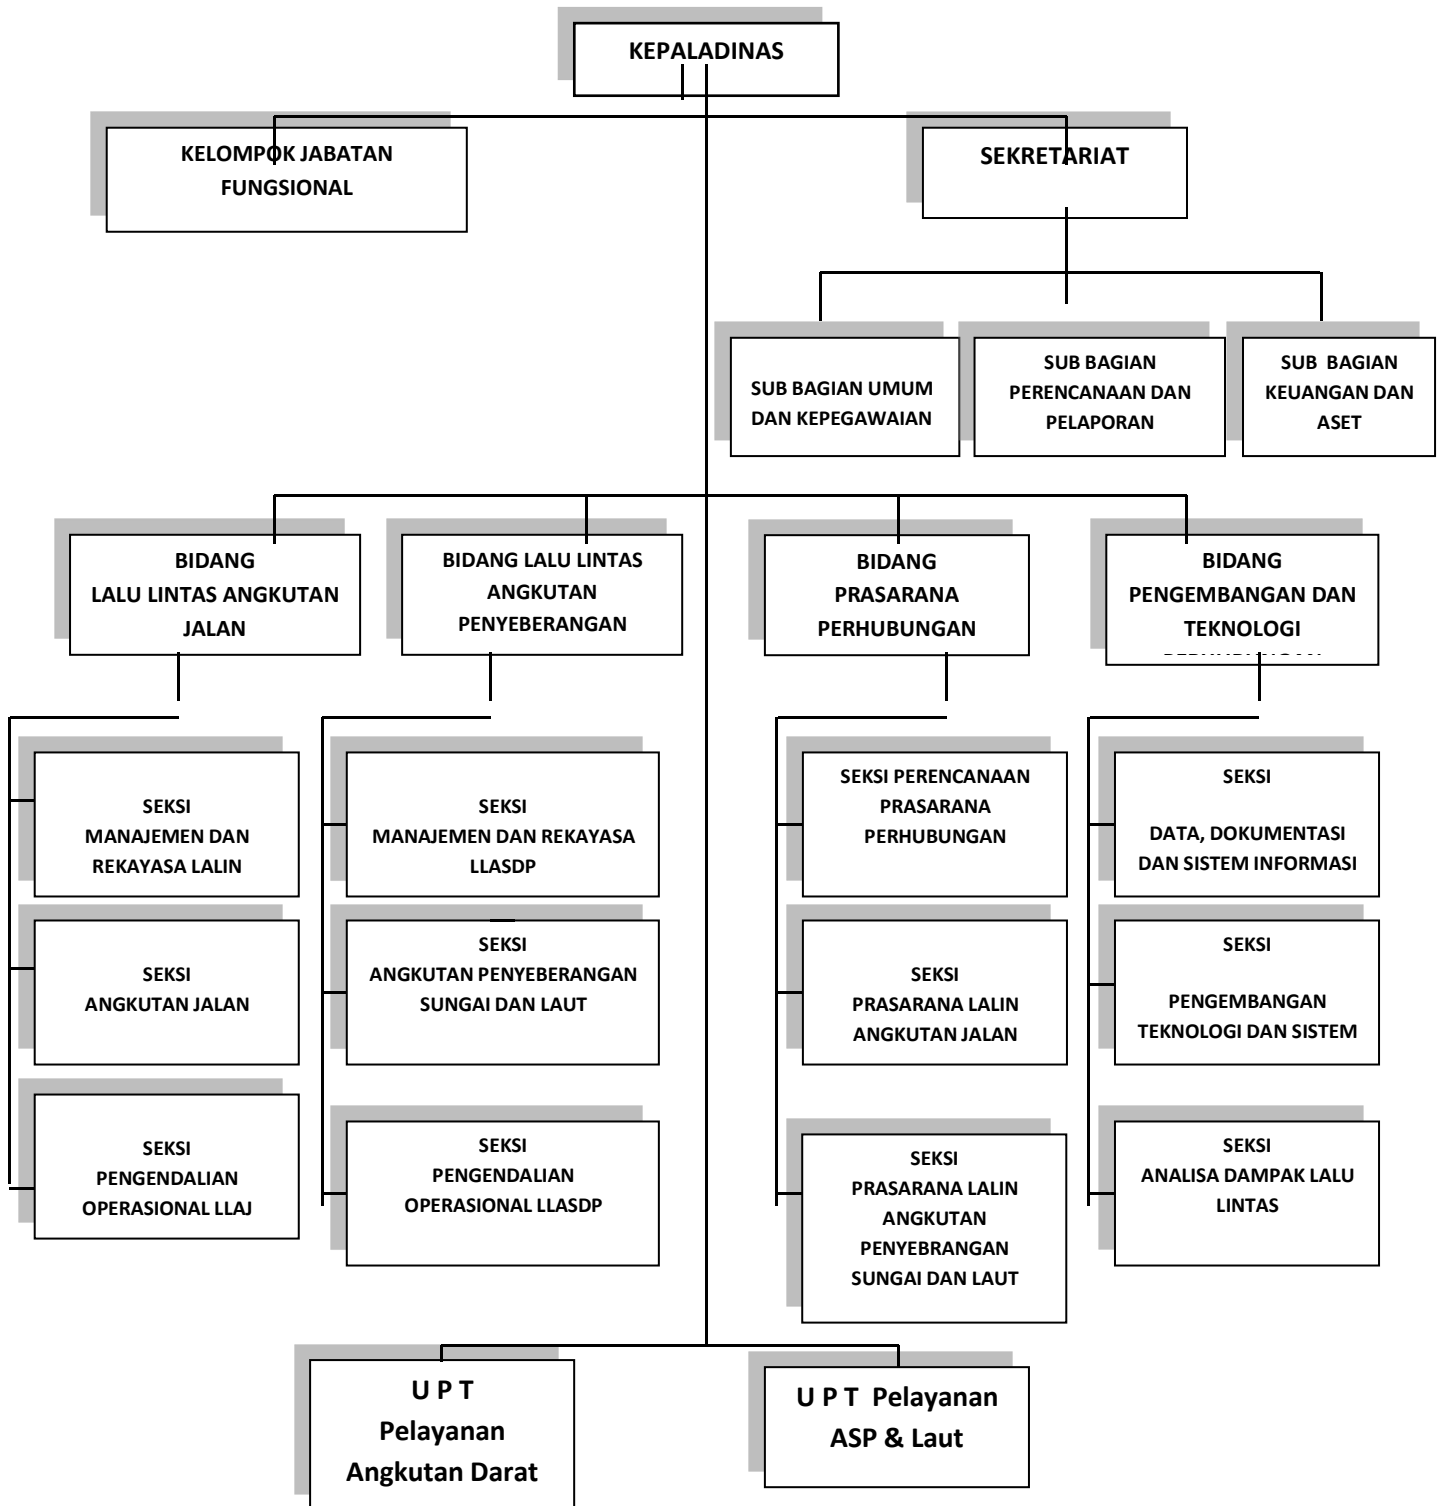 KEPALADINAS
KELOMPOK JABATAN
FUNGSIONAL
SEKRETARIAT
SUB BAGIAN UMUM
DAN KEPEGAWAIAN
SUB BAGIAN
PERENCANAAN DAN
PELAPORAN
SUB BAGIAN
KEUANGAN DAN
ASET
BIDANG
LALU LINTAS ANGKUTAN
JALAN
BIDANG LALU LINTAS
ANGKUTAN
PENYEBERANGAN
BIDANG
PRASARANA
PERHUBUNGAN
BIDANG
PENGEMBANGAN DAN
TEKNOLOGI
SEKSI
MANAJEMEN DAN
REKAYASA LALIN
SEKSI
MANAJEMEN DAN REKAYASA
LLASDP
SEKSI PERENCANAAN
PRASARANA
PERHUBUNGAN
SEKSI
DATA, DOKUMENTASI
DAN SISTEM INFORMASI
SEKSI
ANGKUTAN JALAN
SEKSI
ANGKUTAN PENYEBERANGAN
SUNGAI DAN LAUT
SEKSI
PRASARANA LALIN
ANGKUTAN JALAN
SEKSI
PENGEMBANGAN
TEKNOLOGI DAN SISTEM
SEKSI
PENGENDALIAN
OPERASIONAL LLAJ
SEKSI
PENGENDALIAN
OPERASIONAL LLASDP
SEKSI
PRASARANA LALIN
ANGKUTAN
PENYEBRANGAN
SUNGAI DAN LAUT
SEKSI
ANALISA DAMPAK LALU
LINTAS
U P T
Pelayanan
Angkutan Darat
U P T Pelayanan
ASP & Laut